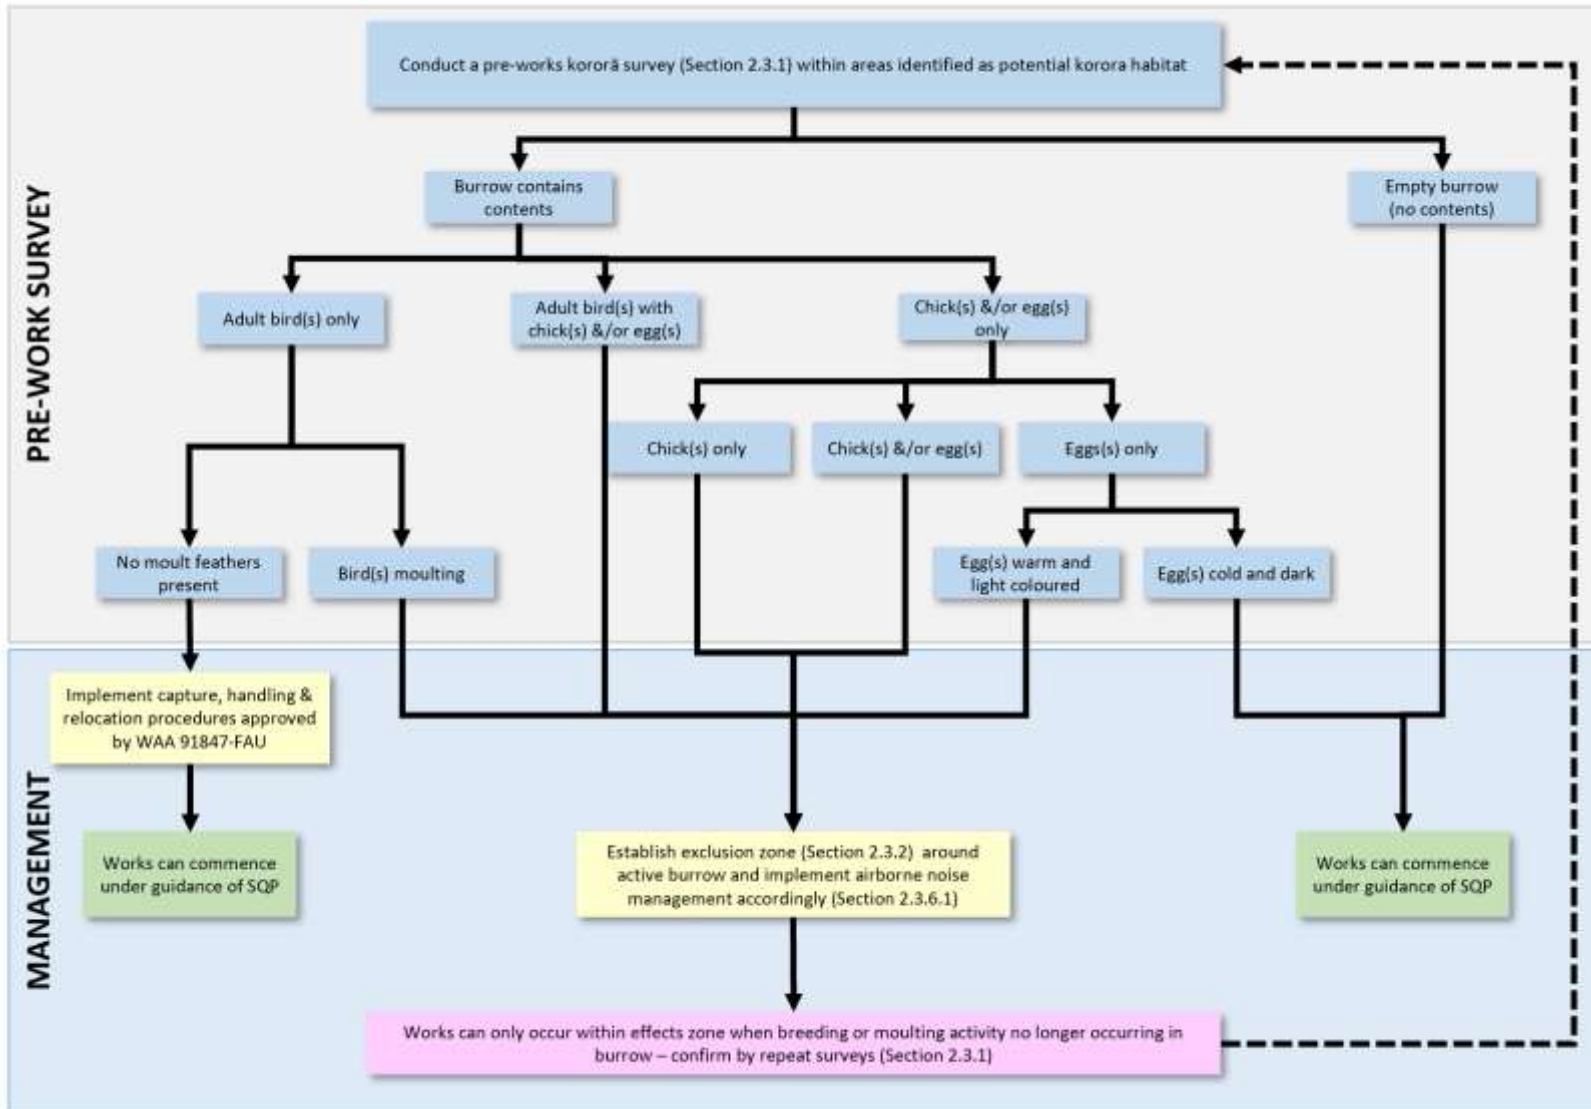 Conduct a pre-works kororā survey (Section 2.3.1) within areas identified as potential korora habitat
PRE-WORK SURVEY
Burrow contains
contents
Empty burrow
(no contents)
Adult bird(s) only
Adult bird(s) with
chick(s) &/or egg(s)
Chick(s) &/or egg(s)
only
Chick(s) only
Chick(s) &/or egg(s)
Eggs(s) only
No moult feathers
present
Bird(s) moulting
Egg(s) warm and
light coloured
Egg(s) cold and dark
MANAGEMENT
Implement capture, handling &
relocation procedures approved
by WAA 91847-FAU
Works can commence
under guidance of SQP
Establish exclusion zone (Section 2.3.2) around
active burrow and implement airborne noise
management accordingly (Section 2.3.6.1)
Works can commence
under guidance of SQP
Works can only occur within effects zone when breeding or moulting activity no longer occurring in
burrow – confirm by repeat surveys (Section 2.3.1)